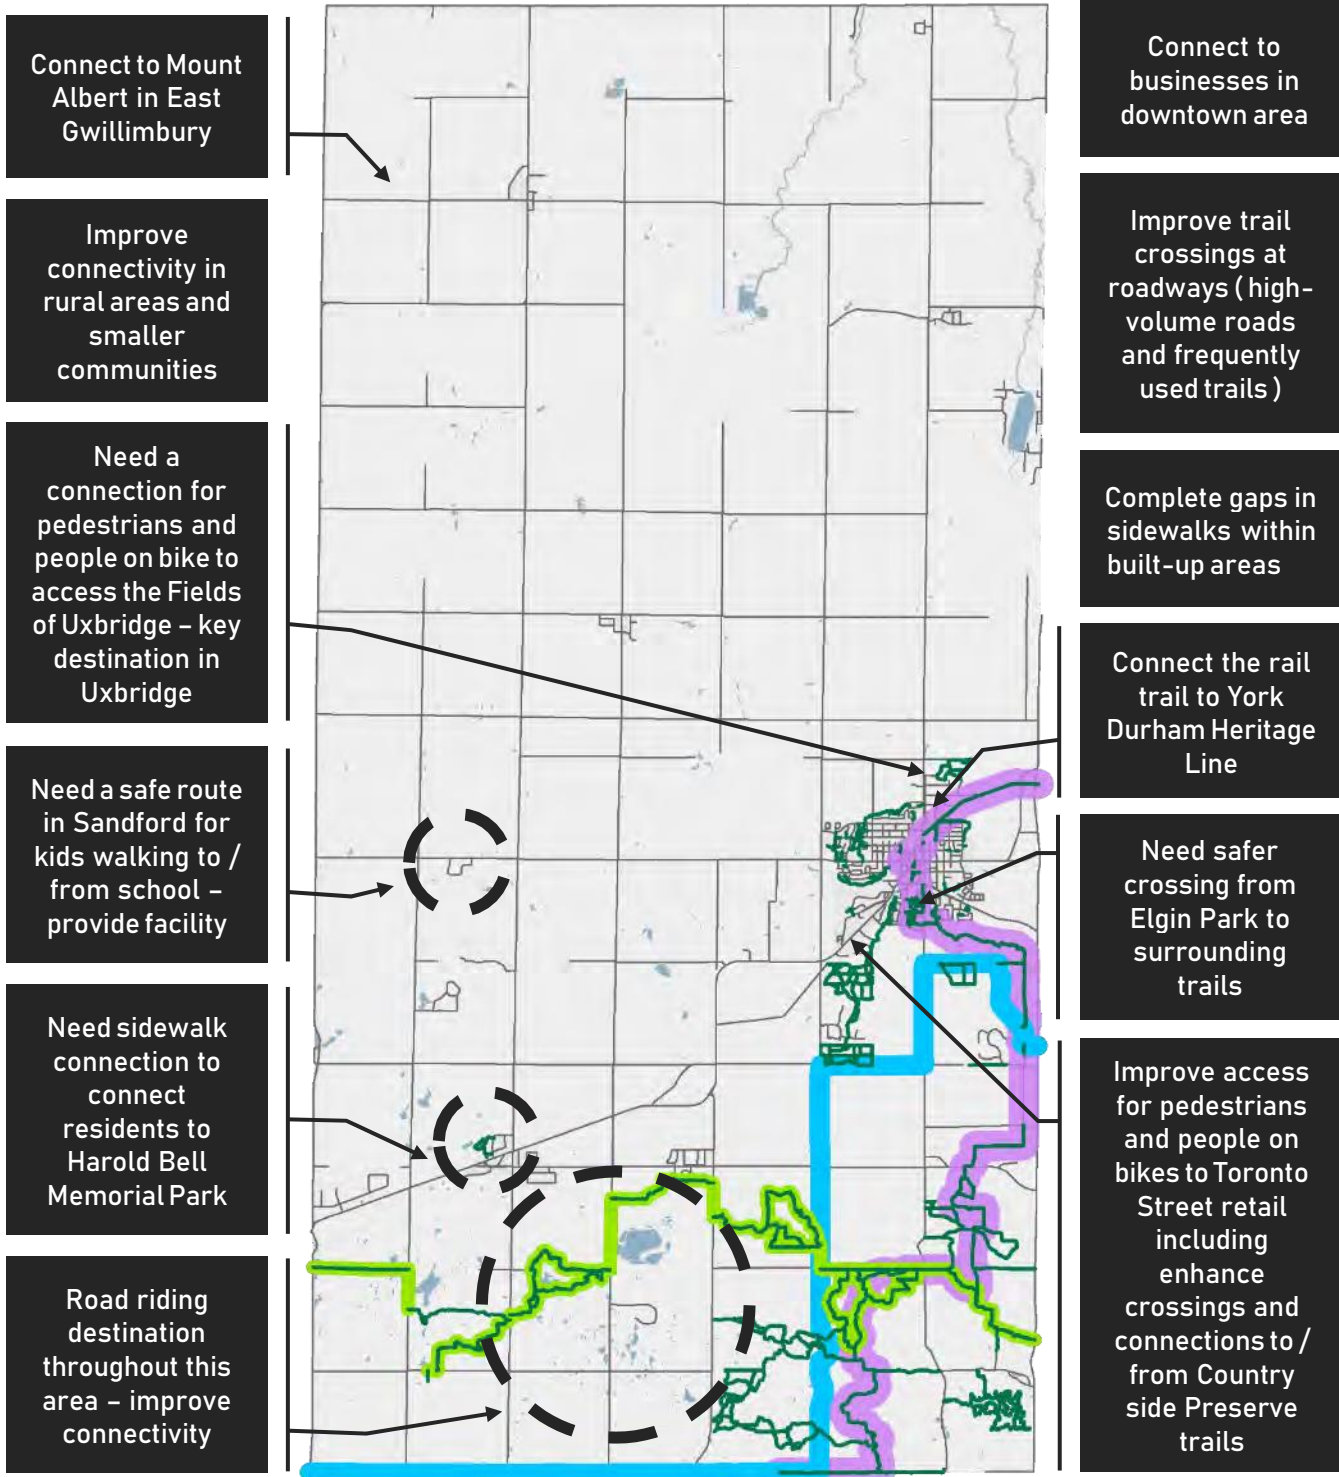 Connect to Mount
Albert in East
Gwillimbury
Improve
connectivity in
rural areas and
smaller
communities
Need a
connection for
pedestrians and
people on bike to
access the Fields
of Uxbridge – key
destination in
Uxbridge
Need a safe route
in Sandford for
kids walking to /
from school –
provide facility
Need sidewalk
connection to
connect
residents to
Harold Bell
Memorial Park
Road riding
destination
throughout this
area – improve
connectivity
Connect to
businesses in
downtown area
Improve trail
crossings at
roadways ( high-
volume roads
and frequently
used trails )
Complete gaps in
sidewalks within
built-up areas
Connect the rail
trail to York
Durham Heritage
Line
Need safer
crossing from
Elgin Park to
surrounding
trails
Improve access
for pedestrians
and people on
bikes to Toronto
Street retail
including
enhance
crossings and
connections to /
from Country
side Preserve
trails